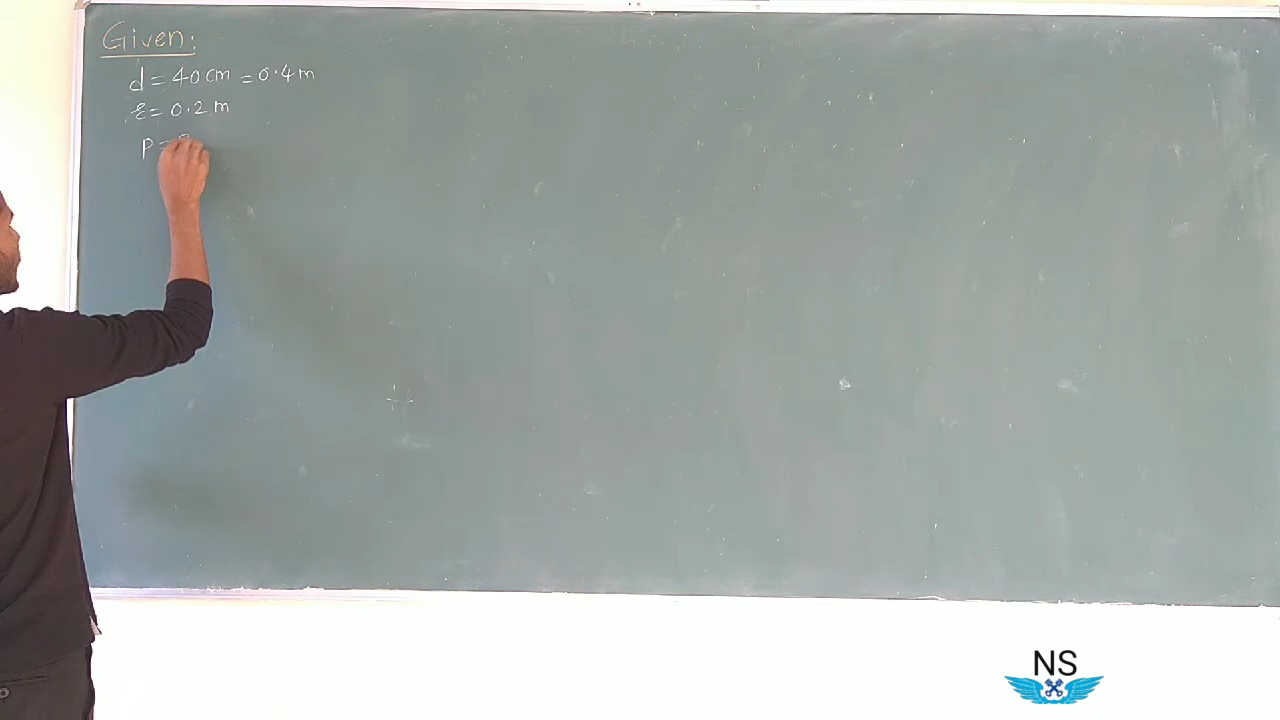 Given:
d = 40 cm = 0.4 m
r = 0.2 m
P =
NS